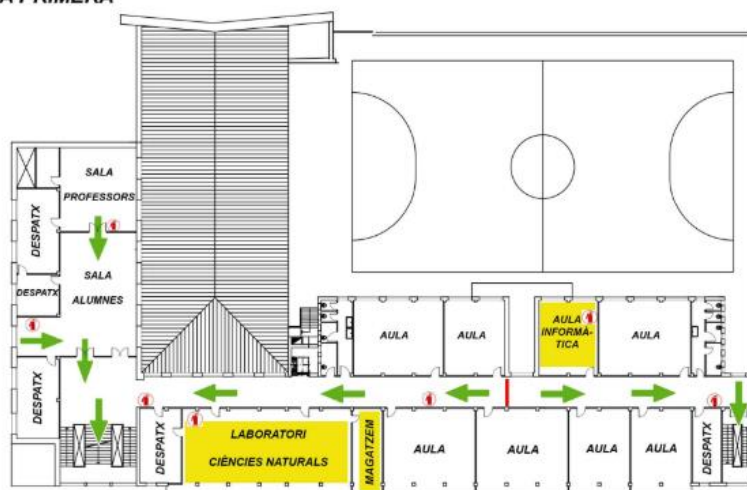 A PRIMERA
SALA
PROFESSORS
DESPATX
SALA
ALUMNES
DESPATX
DESPATX
AULA
AULA
AULA
INFORMÀ-
TICA
AULA
DESPATX
LABORATORI
CIÈNCIES NATURALS
MAGATZEM
AULA
AULA
AULA
AULA
DESPATX